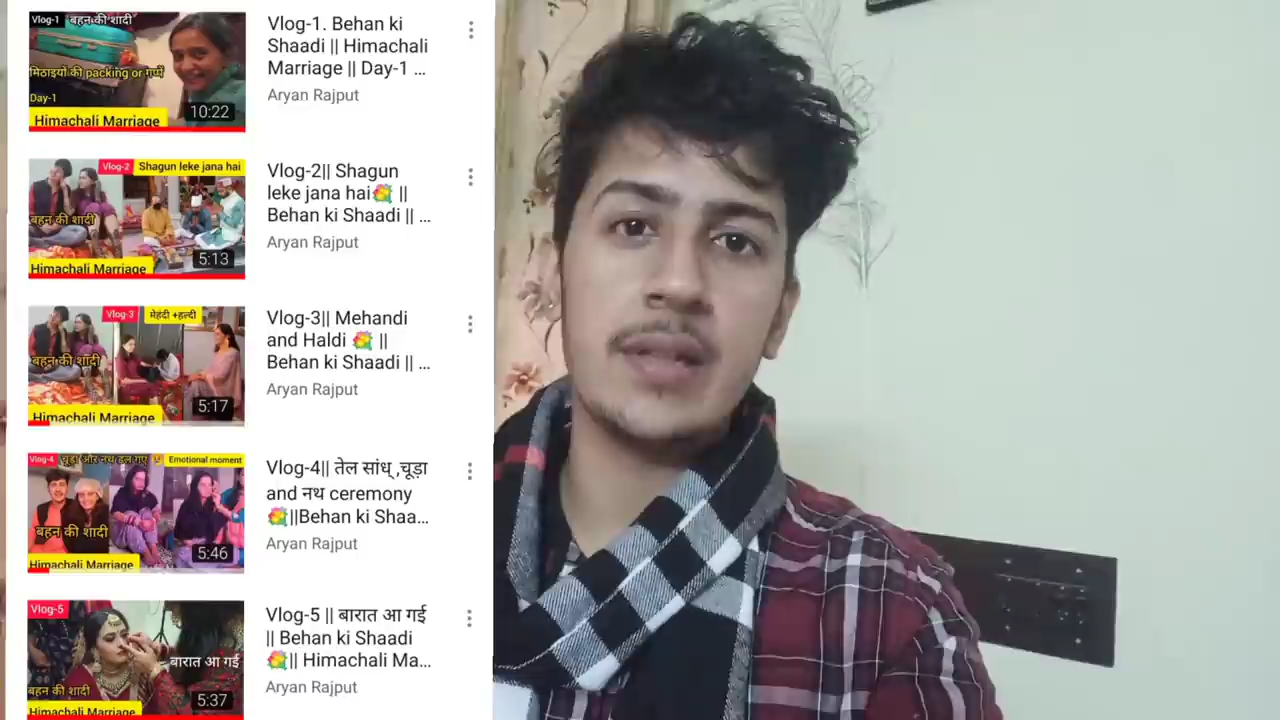 Vlog-1 बहन की शादी
मिठाइयों की packing or गप्पें
Day-1
10:22
Himachali Marriage
Vlog-1. Behan ki
Shaadi || Himachali
Marriage || Day-1 ...
Aryan Rajput
Vlog-2 Shagun leke jana hai
बहन की शादी
5:13
Himachali Marriage
Vlog-2|| Shagun
leke jana hai💐 ||
Behan ki Shaadi || ...
Aryan Rajput
Vlog-3 मेहंदी +हल्दी
बहन की शादी
5:17
Himachali Marriage
Vlog-3|| Mehandi
and Haldi 💐 ||
Behan ki Shaadi || ...
Aryan Rajput
Vlog-4 चूड़ा और नथ डल गए Emotional moment
बहन की शादी
5:46
Himachali Marriage
Vlog-4|| तेल सांध् ,चूड़ा
and नथ ceremony
💐||Behan ki Shaa...
Aryan Rajput
Vlog-5
बारात आ गई
बहन की शादी
5:37
Himachali Marriage
Vlog-5 || बारात आ गई
|| Behan ki Shaadi
💐|| Himachali Ma...
Aryan Rajput